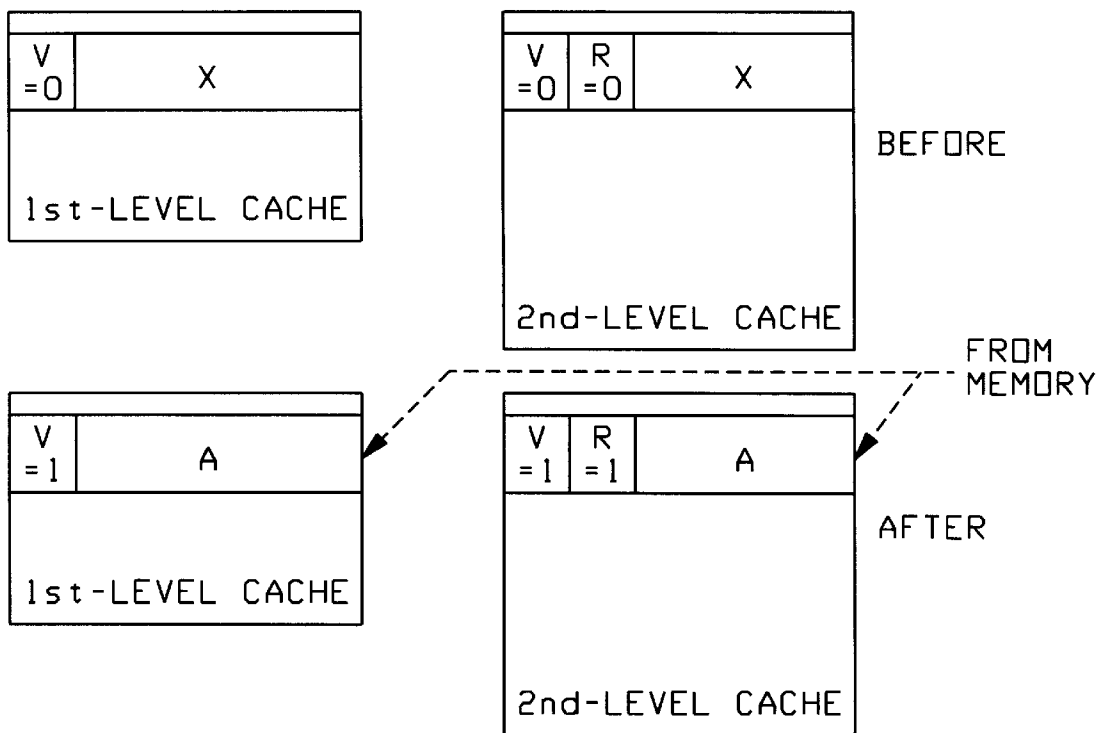 V
=0
X
1st-LEVEL CACHE
V
=0
R
=0
X
2nd-LEVEL CACHE
BEFORE
FROM
MEMORY
V
=1
A
1st-LEVEL CACHE
V
=1
R
=1
A
2nd-LEVEL CACHE
AFTER